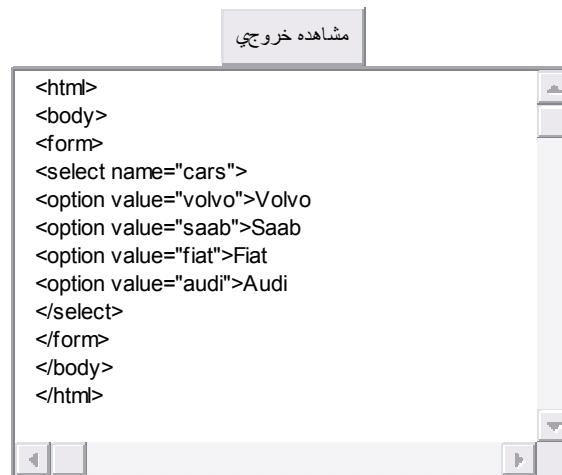 مشاهده خروجي
<html>
<body>
<form>
<select name="cars">
<option value="volvo">Volvo
<option value="saab">Saab
<option value="fiat">Fiat
<option value="audi">Audi
</select>
</form>
</body>
</html>